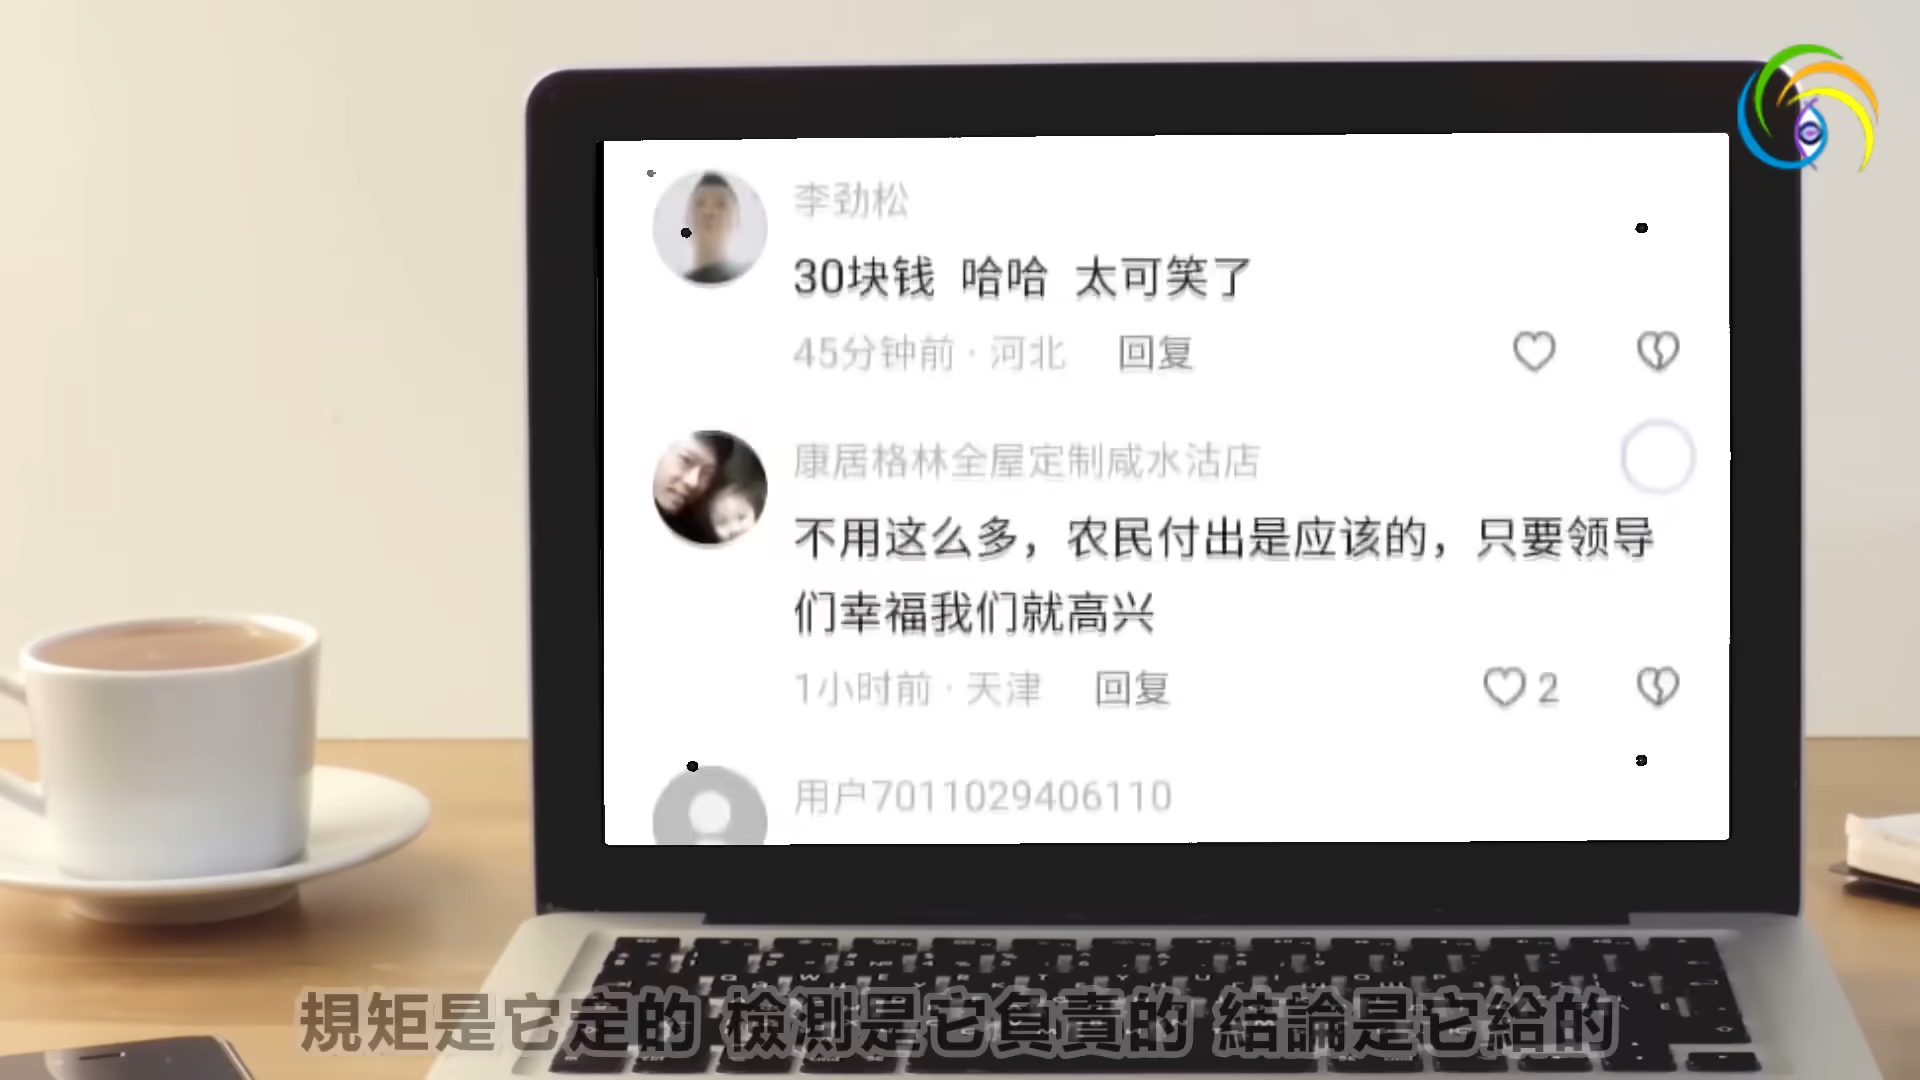 李劲松
30块钱 哈哈 太可笑了
45分钟前 · 河北 回复
康居格林全屋定制咸水沽店
不用这么多，农民付出是应该的，只要领导
们幸福我们就高兴
1小时前 · 天津 回复 2
用户7011029406110
規矩是它定的 檢測是它負責的 結論是它給的